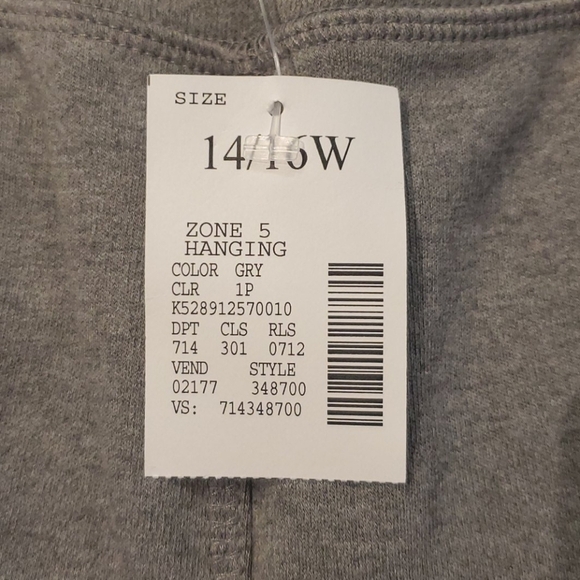 SIZE
14/16W
ZONE 5
HANGING
COLOR GRY
CLR 1P
K528912570010
DPT CLS RLS
714 301 0712
VEND STYLE
02177 348700
VS: 714348700